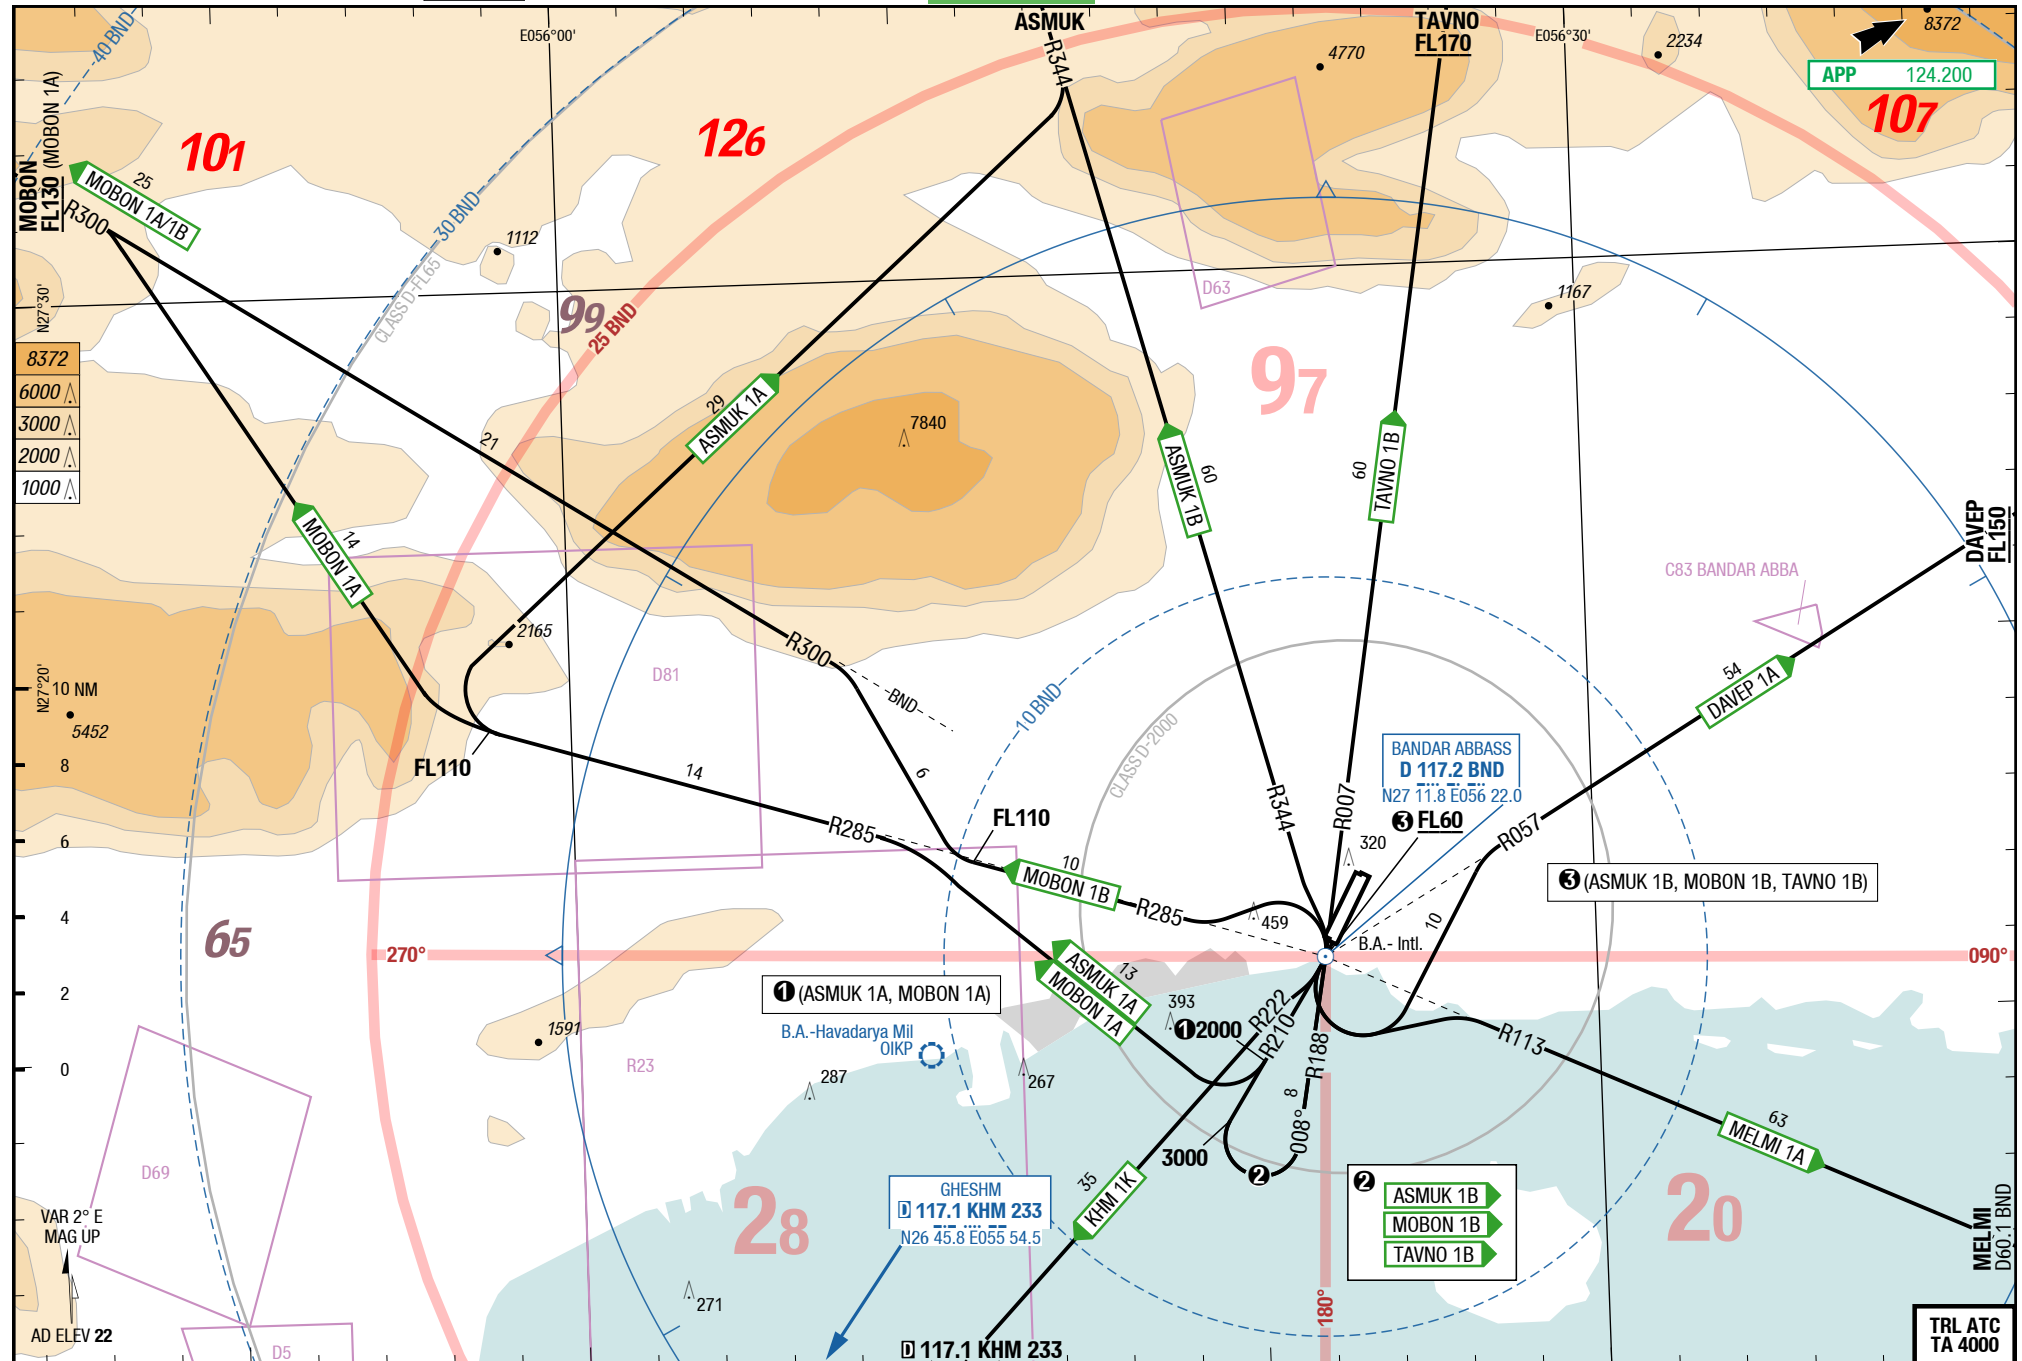 ASMUK
TAVNO
FL170
E056°00'
E056°30'
40 BND
R344
4770
2234
8372
APP 124.200
MOBON
FL130 (MOBON 1A)
101
126
107
25
MOBON 1A/1B
R300
30 BND
CLASS D-FL65
1112
N27°30'
99
25 BND
D63
1167
97
8372
6000
3000
2000
1000
29
ASMUK 1A
7840
21
60
ASMUK 1B
60
TAVNO 1B
14
MOBON 1A
DAVEP
FL150
C83 BANDAR ABBA
2165
R300
BND
D81
N27°20'
10 NM
5452
8
6
4
2
0
FL110
14
6
10 BND
CLASS D-2000
54
DAVEP 1A
BANDAR ABBASS
D 117.2 BND
N27 11.8 E056 22.0
❸ FL60
R344
R007
R057
320
R285
FL110
10
MOBON 1B
R285
459
10
❸ (ASMUK 1B, MOBON 1B, TAVNO 1B)
65
270°
B.A.- Intl.
090°
❶ (ASMUK 1A, MOBON 1A)
13
ASMUK 1A
MOBON 1A
393
❶2000
R222
R210
R188
R113
1591
B.A.-Havadarya Mil
OIKP
R23
287
267
8
008°
3000
❷
63
MELMI 1A
D69
VAR 2° E
MAG UP
28
GHESHM
D 117.1 KHM 233
N26 45.8 E055 54.5
35
KHM 1K
❷
ASMUK 1B
MOBON 1B
TAVNO 1B
20
MELMI
D60.1 BND
271
180°
AD ELEV 22
D5
D 117.1 KHM 233
TRL ATC
TA 4000